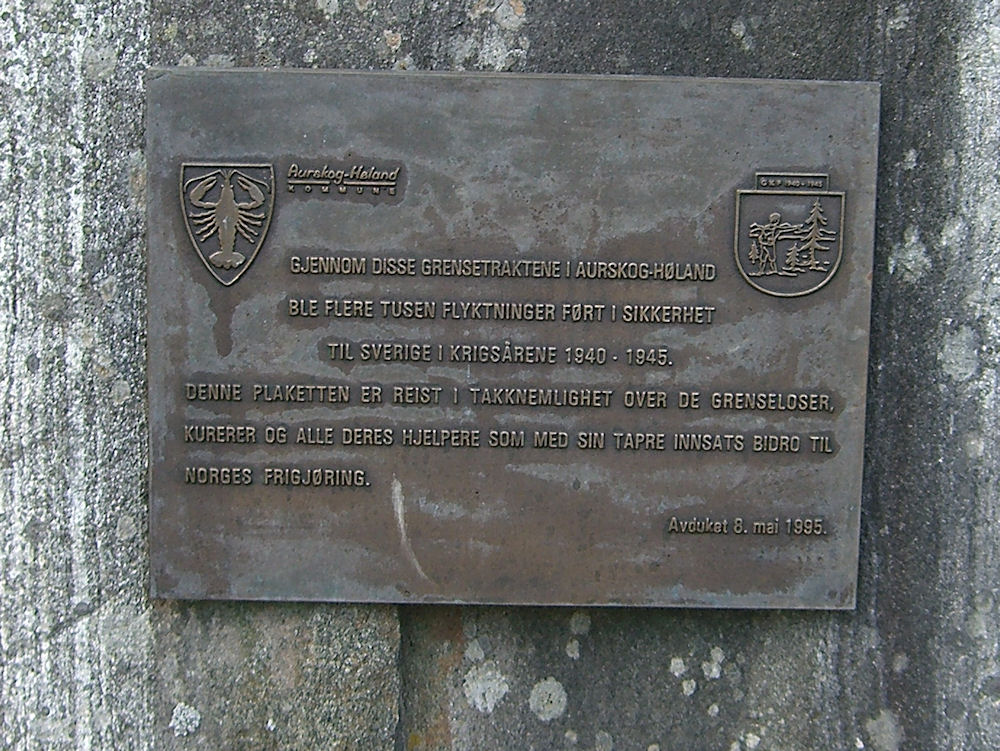 Aurskog-Høland
KOMMUNE
G.K.F 1940 - 1945
GJENNOM DISSE GRENSETRAKTENE I AURSKOG-HØLAND
BLE FLERE TUSEN FLYKTNINGER FØRT I SIKKERHET
TIL SVERIGE I KRIGSÅRENE 1940 - 1945.
DENNE PLAKETTEN ER REIST I TAKKNEMLIGHET OVER DE GRENSELOSER,
KURERER OG ALLE DERES HJELPERE SOM MED SIN TAPRE INNSATS BIDRO TIL
NORGES FRIGJØRING.
Avduket 8. mai 1995.